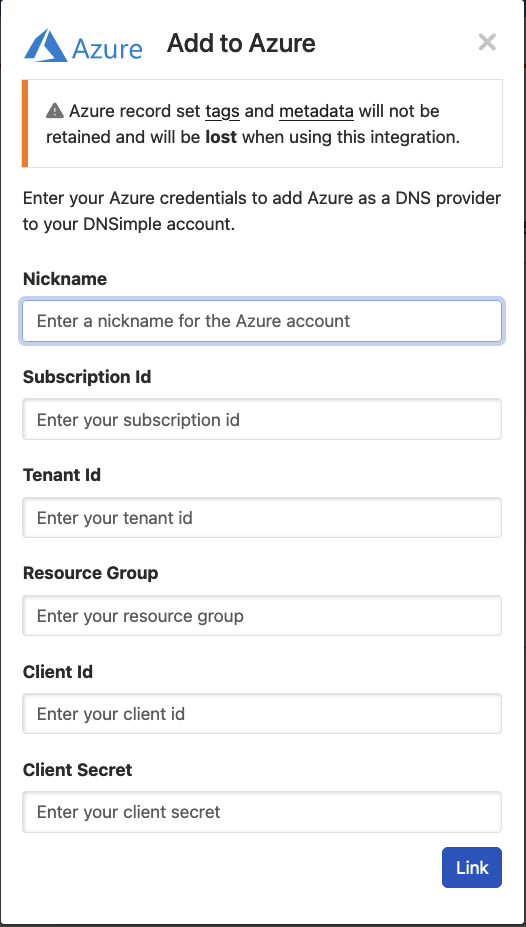 Azure Add to Azure
Azure record set tags and metadata will not be
retained and will be lost when using this integration.
Enter your Azure credentials to add Azure as a DNS provider
to your DNSimple account.
Nickname
Enter a nickname for the Azure account
Subscription Id
Enter your subscription id
Tenant Id
Enter your tenant id
Resource Group
Enter your resource group
Client Id
Enter your client id
Client Secret
Enter your client secret
Link